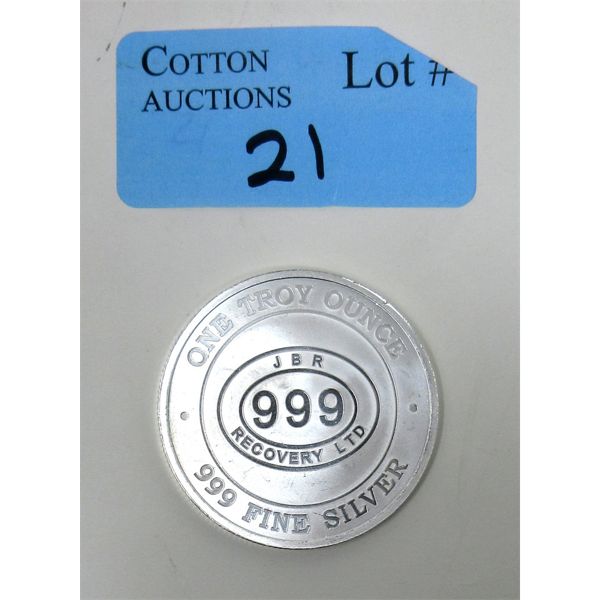 COTTON
AUCTIONS
Lot #
21
ONE TROY OUNCE
JBR
999
RECOVERY LTD
999 FINE SILVER